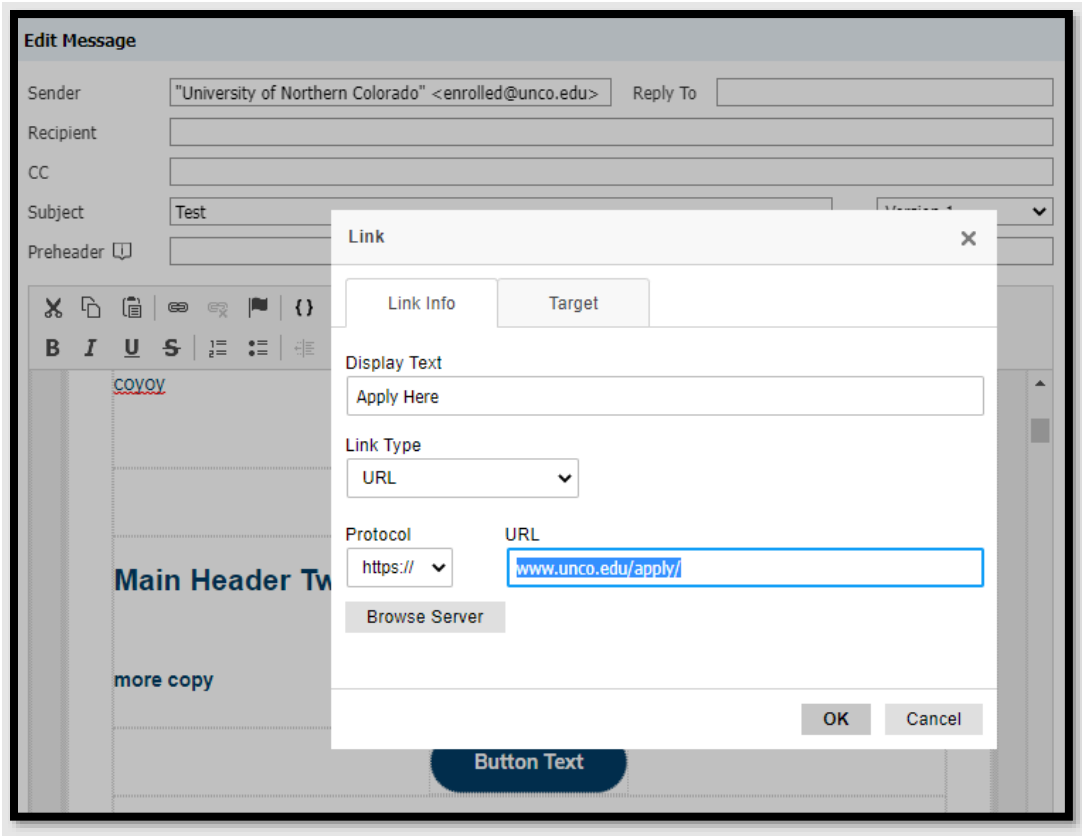 Edit Message
Sender "University of Northern Colorado" <enrolled@unco.edu> Reply To
Recipient
CC
Subject Test
Preheader
Link
Link Info Target
B I U S
coyoy
Display Text
Apply Here
Link Type
URL
Protocol URL
https:// www.unco.edu/apply/
Browse Server
Main Header Tw
more copy
OK Cancel
Button Text